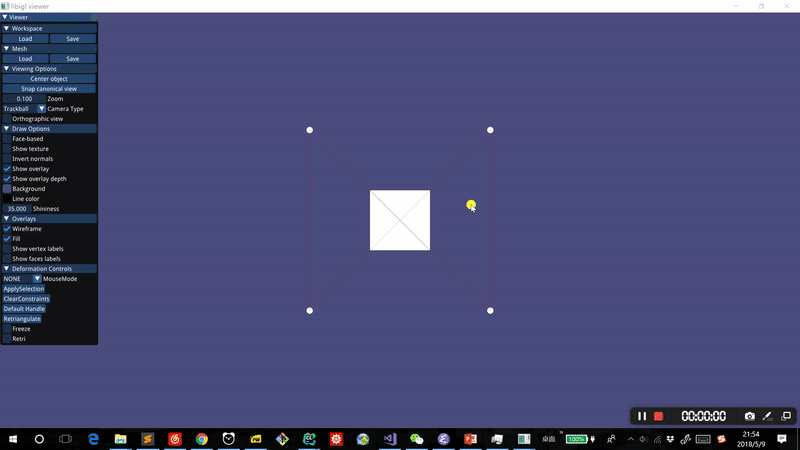 libigl viewer
Viewer
Workspace
Load Save
Mesh
Load Save
Viewing Options
Center object
Snap canonical view
0.100 Zoom
Trackball Camera Type
Orthographic view
Draw Options
Face-based
Show texture
Invert normals
Show overlay
Show overlay depth
Background
Line color
35.000 Shininess
Overlays
Wireframe
Fill
Show vertex labels
Show faces labels
Deformation Controls
NONE MouseMode
ApplySelection
ClearConstraints
Default Handle
Retriangulate
Freeze
Retri
00:00:00
桌面 100% 21:54
2018/5/9